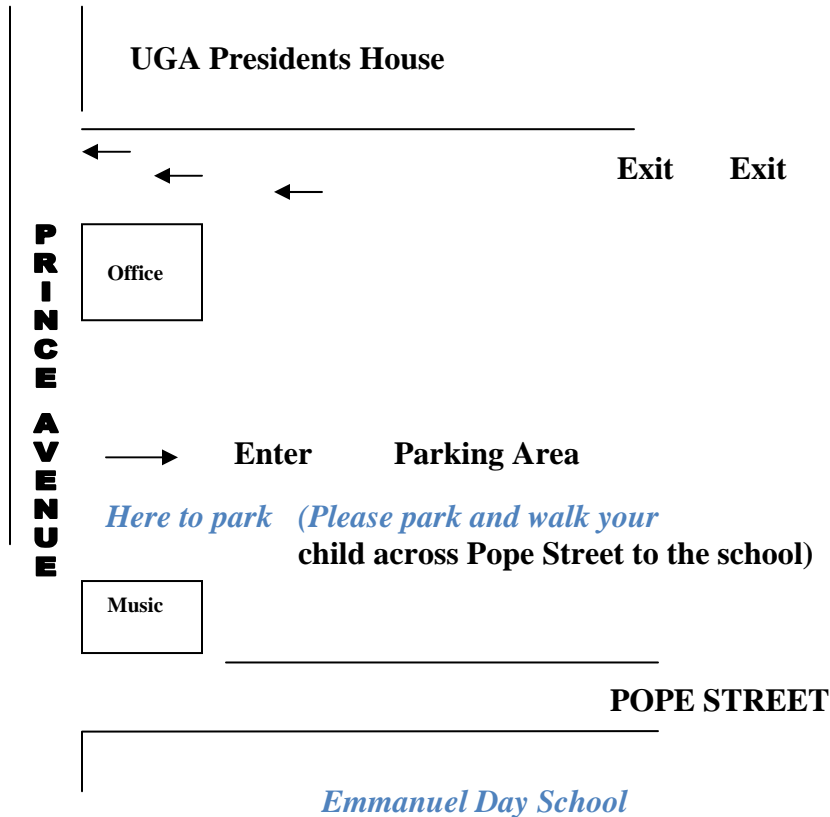 UGA Presidents House
Exit Exit
PRINCE AVENUE
Office
Enter Parking Area
Here to park (Please park and walk your
child across Pope Street to the school)
Music
POPE STREET
Emmanuel Day School